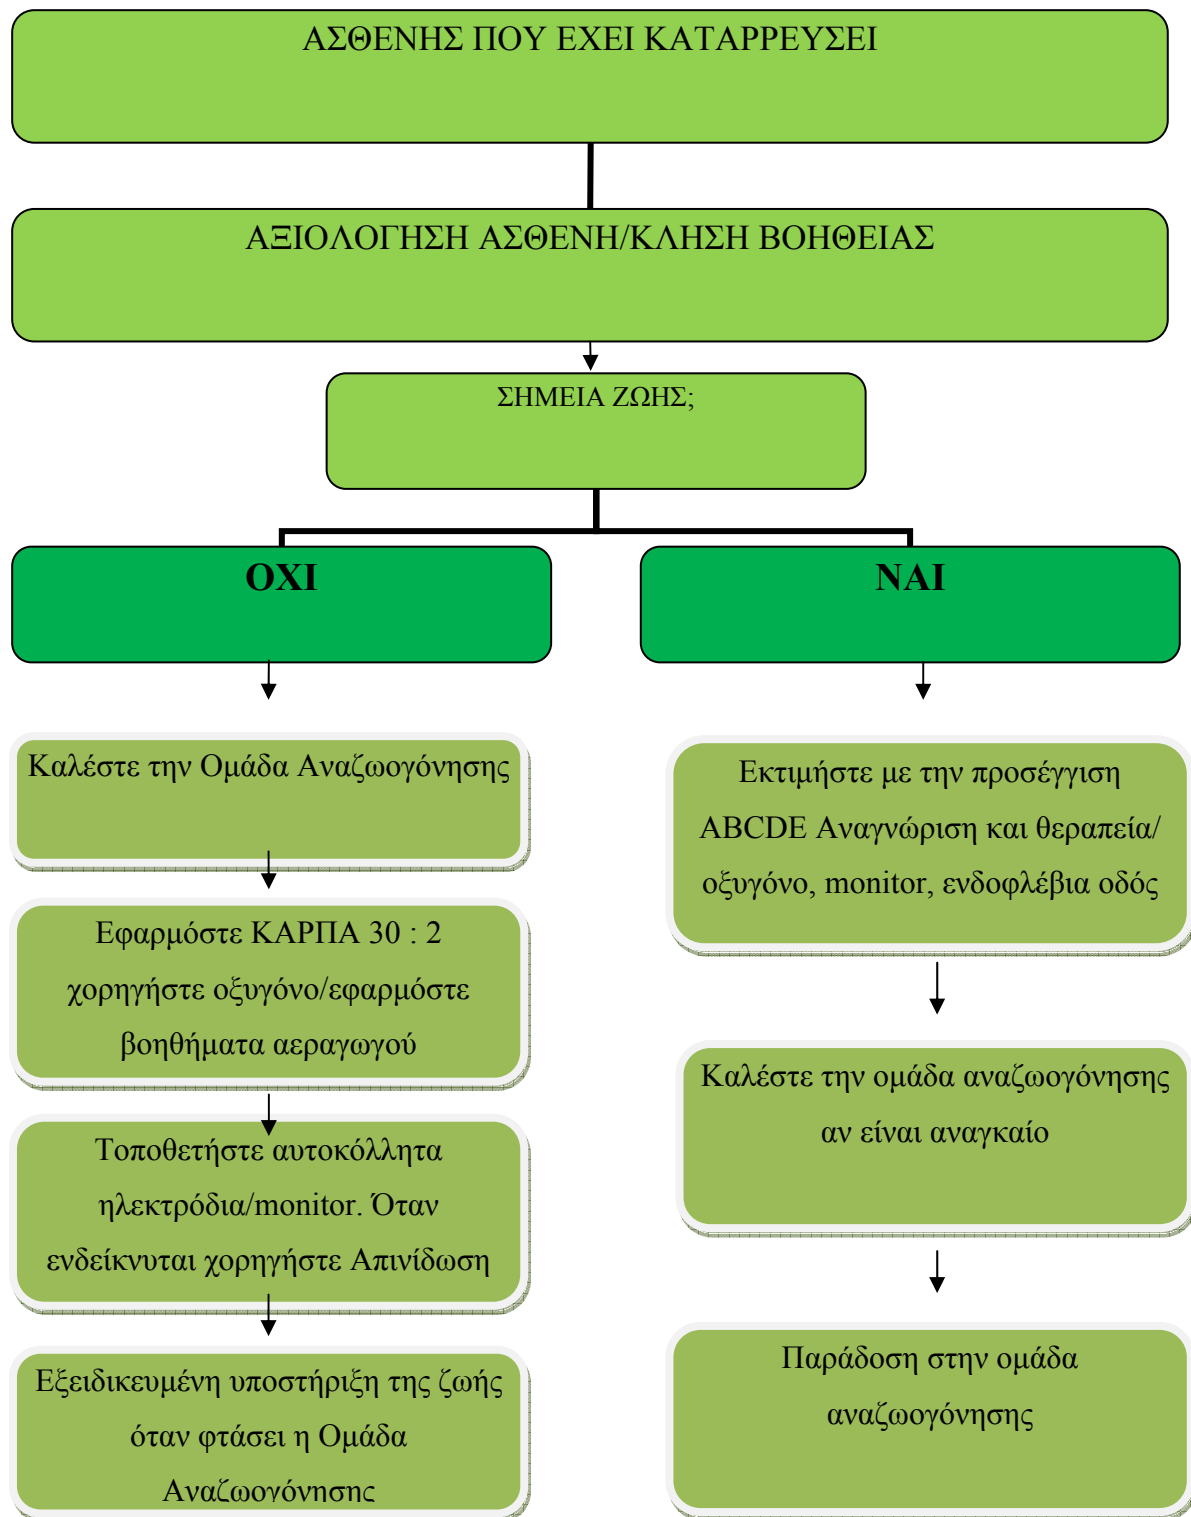 ΑΣΘΕΝΗΣ ΠΟΥ ΕΧΕΙ ΚΑΤΑΡΡΕΥΣΕΙ
ΑΞΙΟΛΟΓΗΣΗ ΑΣΘΕΝΗ/ΚΛΗΣΗ ΒΟΗΘΕΙΑΣ
ΣΗΜΕΙΑ ΖΩΗΣ;
ΟΧΙ
Καλέστε την Ομάδα Αναζωογόνησης
Εφαρμόστε ΚΑΡΠΑ 30 : 2
χορηγήστε οξυγόνο/εφαρμόστε
βοηθήματα αεραγωγού
Τοποθετήστε αυτοκόλλητα
ηλεκτρόδια/monitor. Όταν
ενδείκνυται χορηγήστε Απινίδωση
Εξειδικευμένη υποστήριξη της ζωής
όταν φτάσει η Ομάδα
Αναζωογόνησης
ΝΑΙ
Εκτιμήστε με την προσέγγιση
ABCDE Αναγνώριση και θεραπεία/
οξυγόνο, monitor, ενδοφλέβια οδός
Καλέστε την ομάδα αναζωογόνησης
αν είναι αναγκαίο
Παράδοση στην ομάδα
αναζωογόνησης